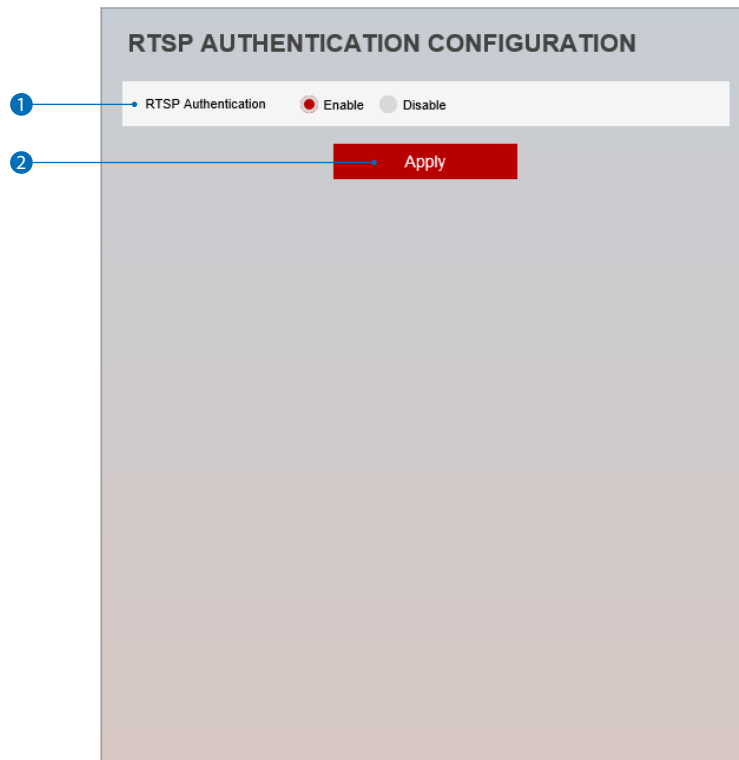 RTSP AUTHENTICATION CONFIGURATION
1 RTSP Authentication Enable Disable
2 Apply